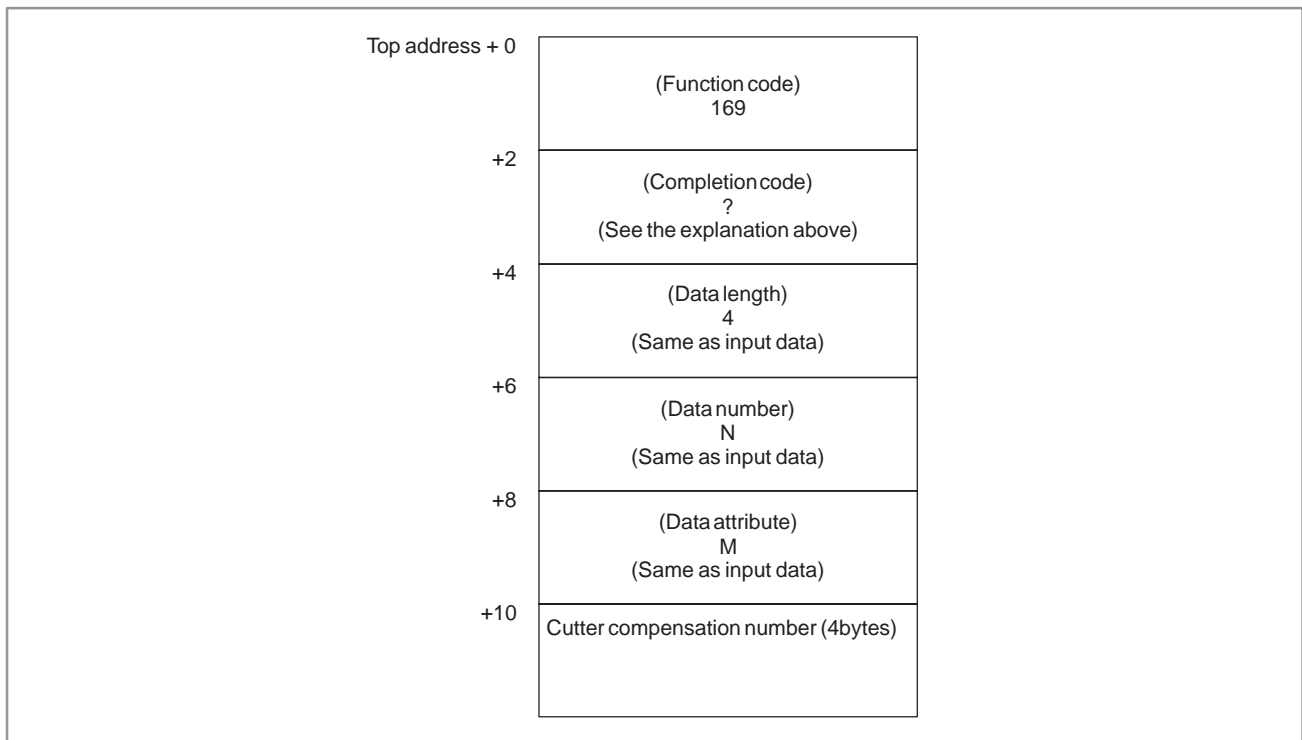 Top address + 0
(Function code)
169
+2
(Completion code)
?
(See the explanation above)
+4
(Data length)
4
(Same as input data)
+6
(Data number)
N
(Same as input data)
+8
(Data attribute)
M
(Same as input data)
+10
Cutter compensation number (4bytes)